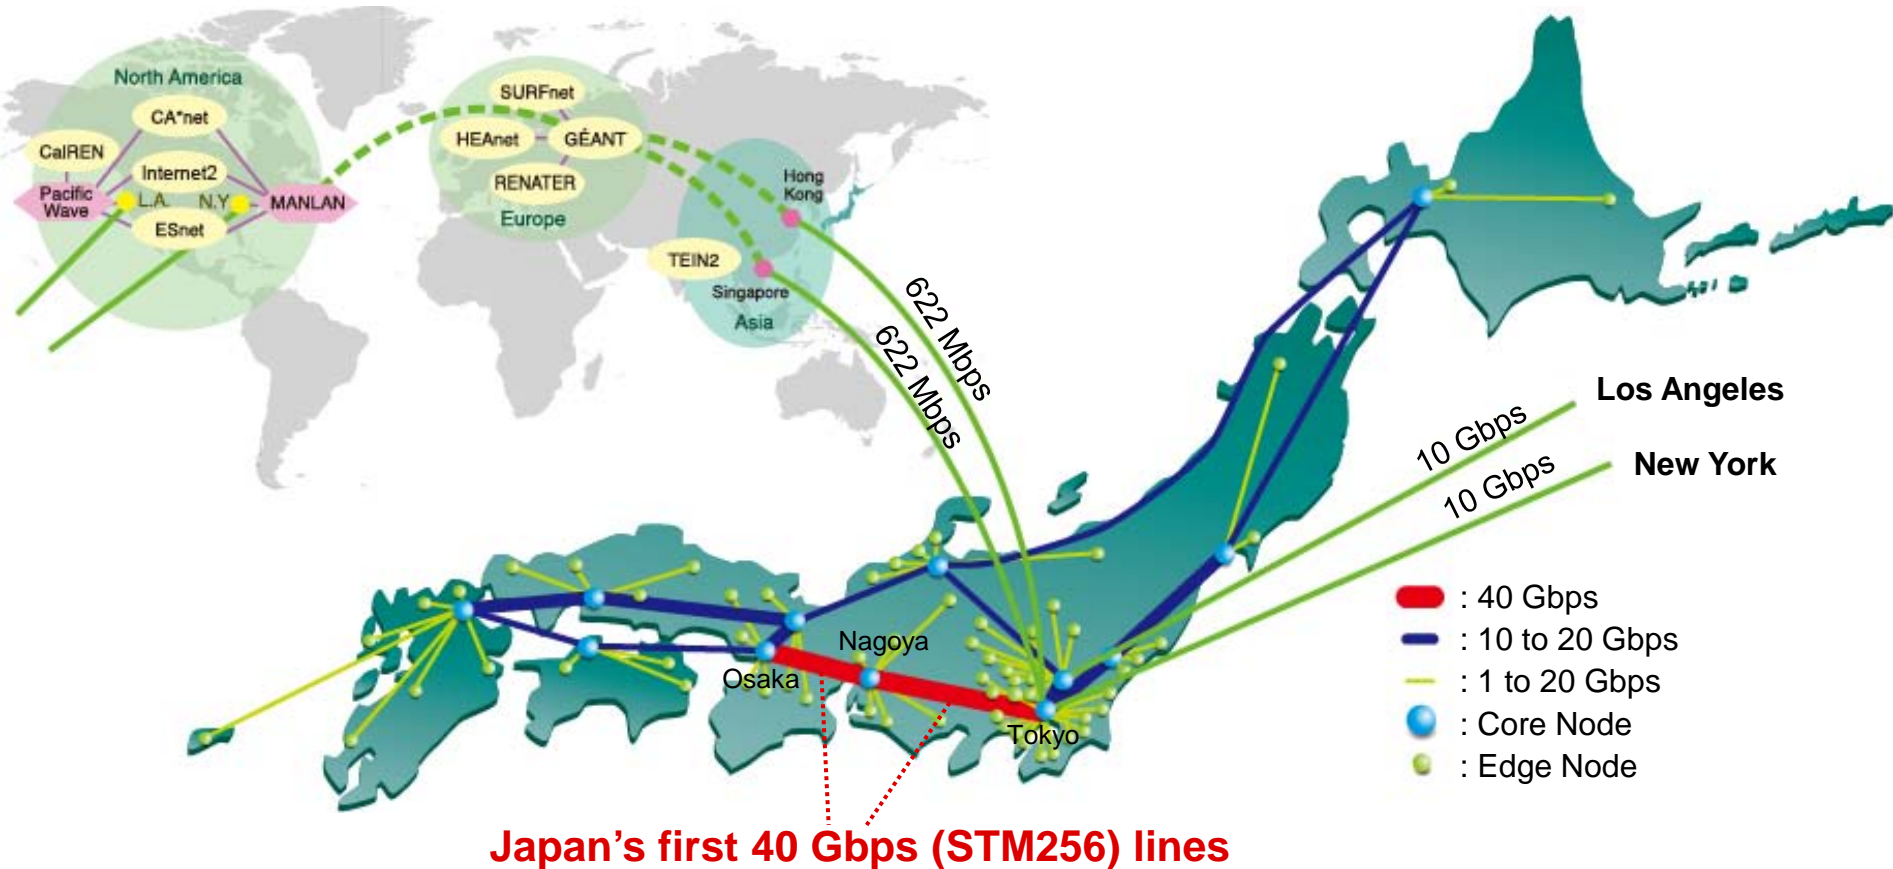 North America
CA*net
CalREN
Internet2
Pacific
Wave
L.A.
N.Y
MANLAN
ESnet
SURFnet
HEAnet
GÉANT
RENATER
Europe
Hong
Kong
TEIN2
Singapore
Asia
622 Mbps
622 Mbps
Los Angeles
10 Gbps
New York
10 Gbps
Nagoya
Osaka
Tokyo
: 40 Gbps
: 10 to 20 Gbps
: 1 to 20 Gbps
: Core Node
: Edge Node
Japan’s first 40 Gbps (STM256) lines